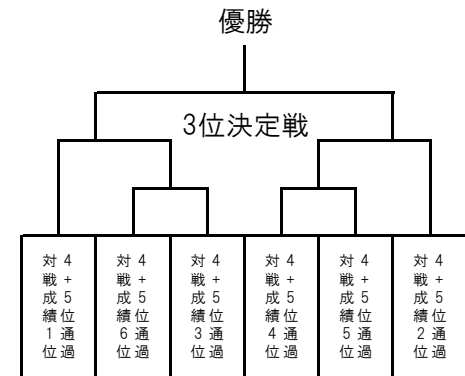 優勝
3位決定戦
4+5位通過
対戦成績1位
4+5位通過
対戦成績6位
4+5位通過
対戦成績3位
4+5位通過
対戦成績4位
4+5位通過
対戦成績5位
4+5位通過
対戦成績2位